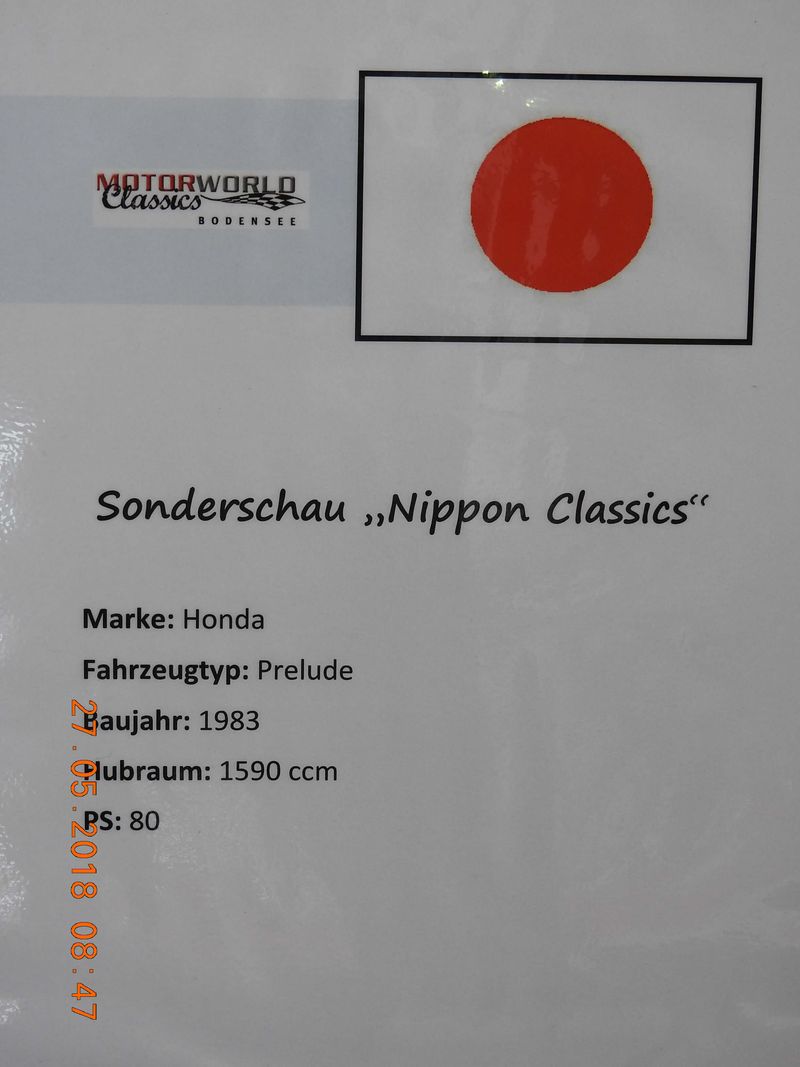 MOTORWORLD
Classics
BODENSEE
Sonderschau „Nippon Classics“
Marke: Honda
Fahrzeugtyp: Prelude
Baujahr: 1983
Hubraum: 1590 ccm
PS: 80
27.05.2018 08:47